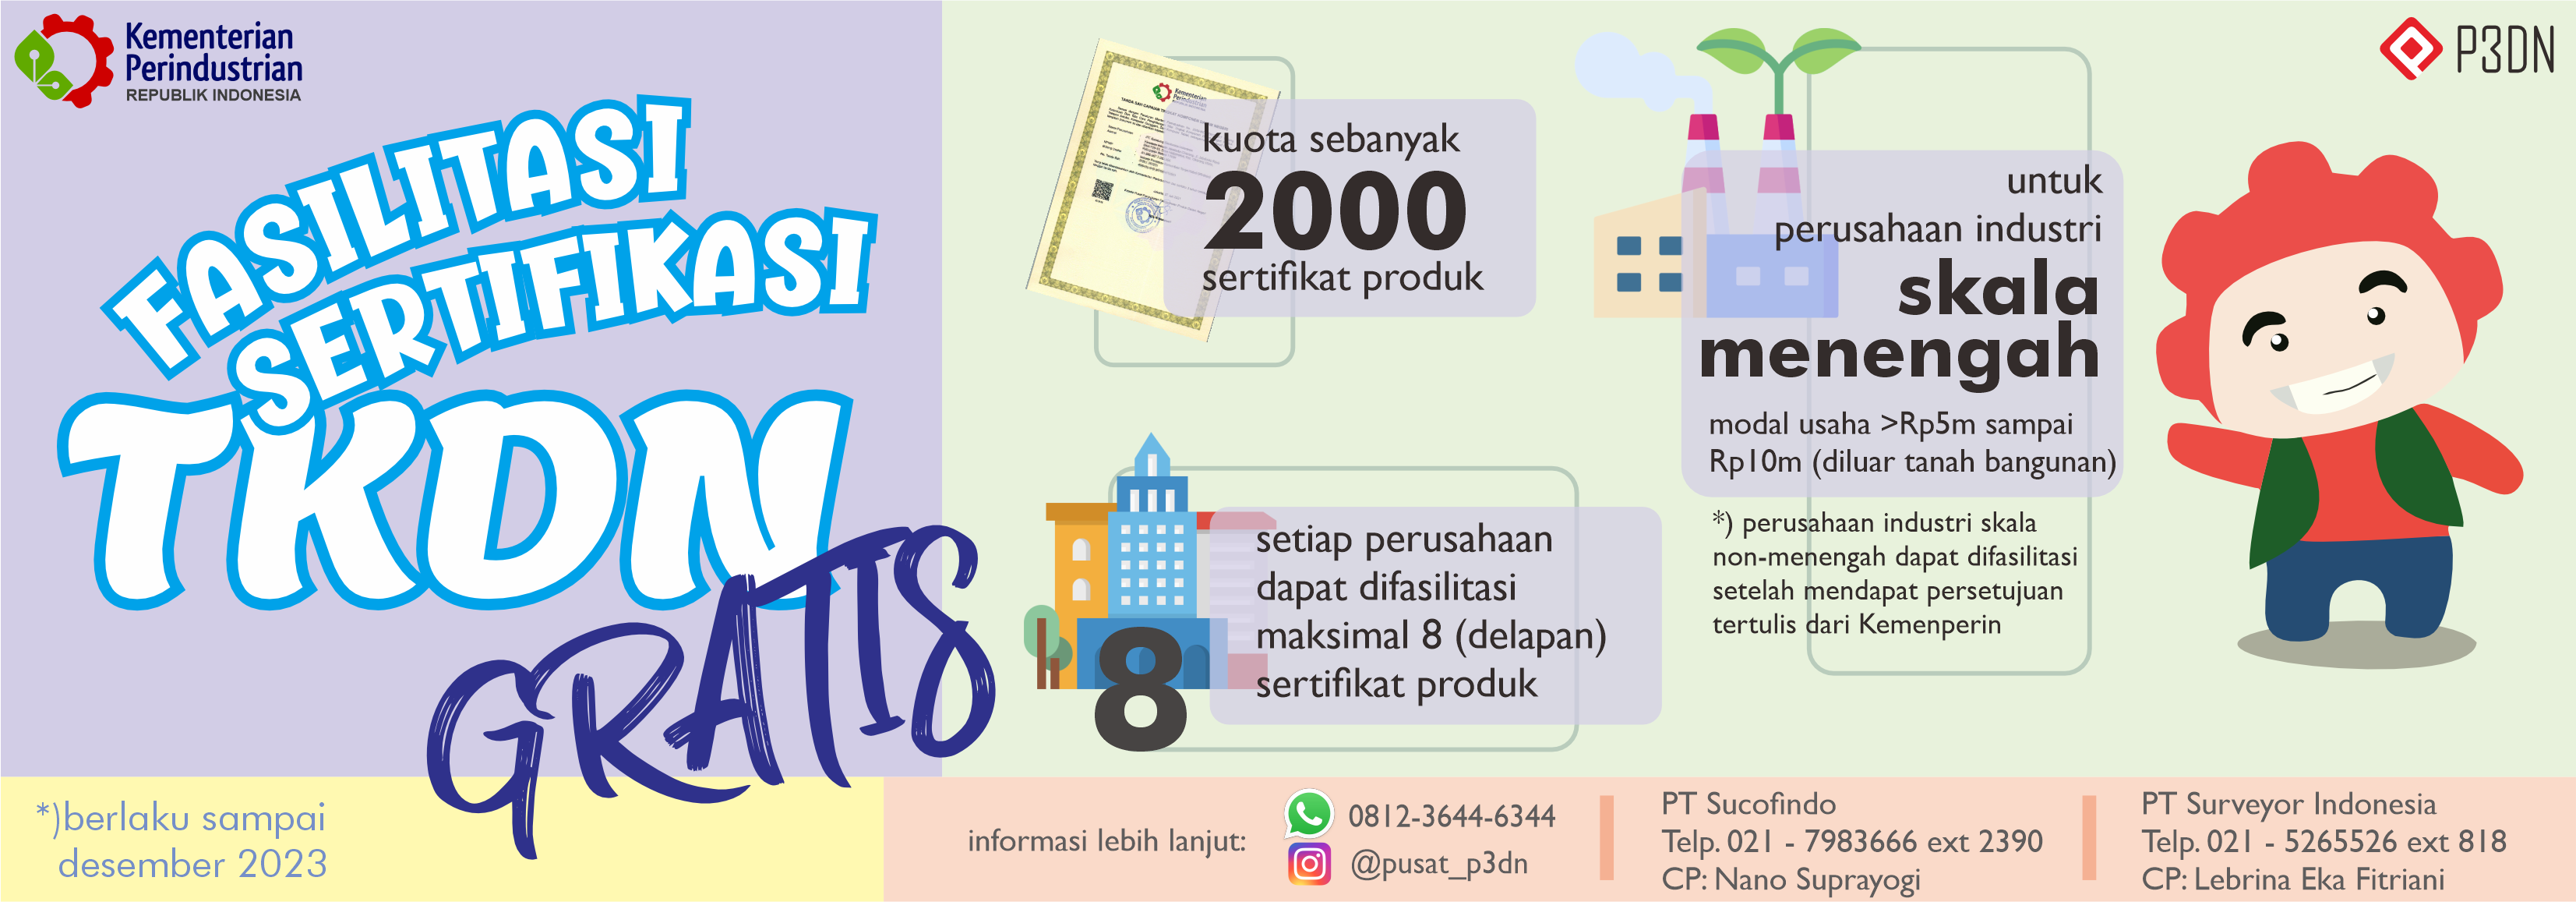 Kementerian
Perindustrian
REPUBLIK INDONESIA
FASILITASI
SERTIFIKASI
TKDN
GRATIS
*)berlaku sampai
desember 2023
Kementerian
Perindustrian
kuota sebanyak
2000
sertifikat produk
8
setiap perusahaan
dapat difasilitasi
maksimal 8 (delapan)
sertifikat produk
untuk
perusahaan industri
skala
menengah
modal usaha >Rp5m sampai
Rp10m (diluar tanah bangunan)
*) perusahaan industri skala
non-menengah dapat difasilitasi
setelah mendapat persetujuan
tertulis dari Kemenperin
P3DN
informasi lebih lanjut:
0812-3644-6344
@pusat_p3dn
PT Sucofindo
Telp. 021 - 7983666 ext 2390
CP: Nano Suprayogi
PT Surveyor Indonesia
Telp. 021 - 5265526 ext 818
CP: Lebrina Eka Fitriani